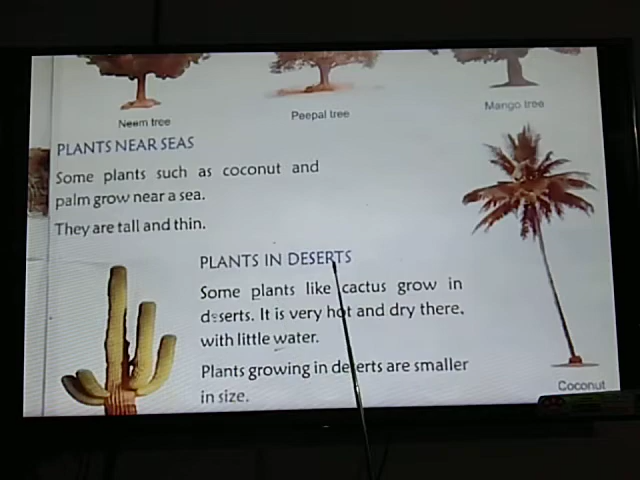 Neem tree
Peepal tree
Mango tree
PLANTS NEAR SEAS
Some plants such as coconut and
palm grow near a sea.
They are tall and thin.
PLANTS IN DESERTS
Some plants like cactus grow in
deserts. It is very hot and dry there,
with little water.
Plants growing in deserts are smaller
in size.
Coconut